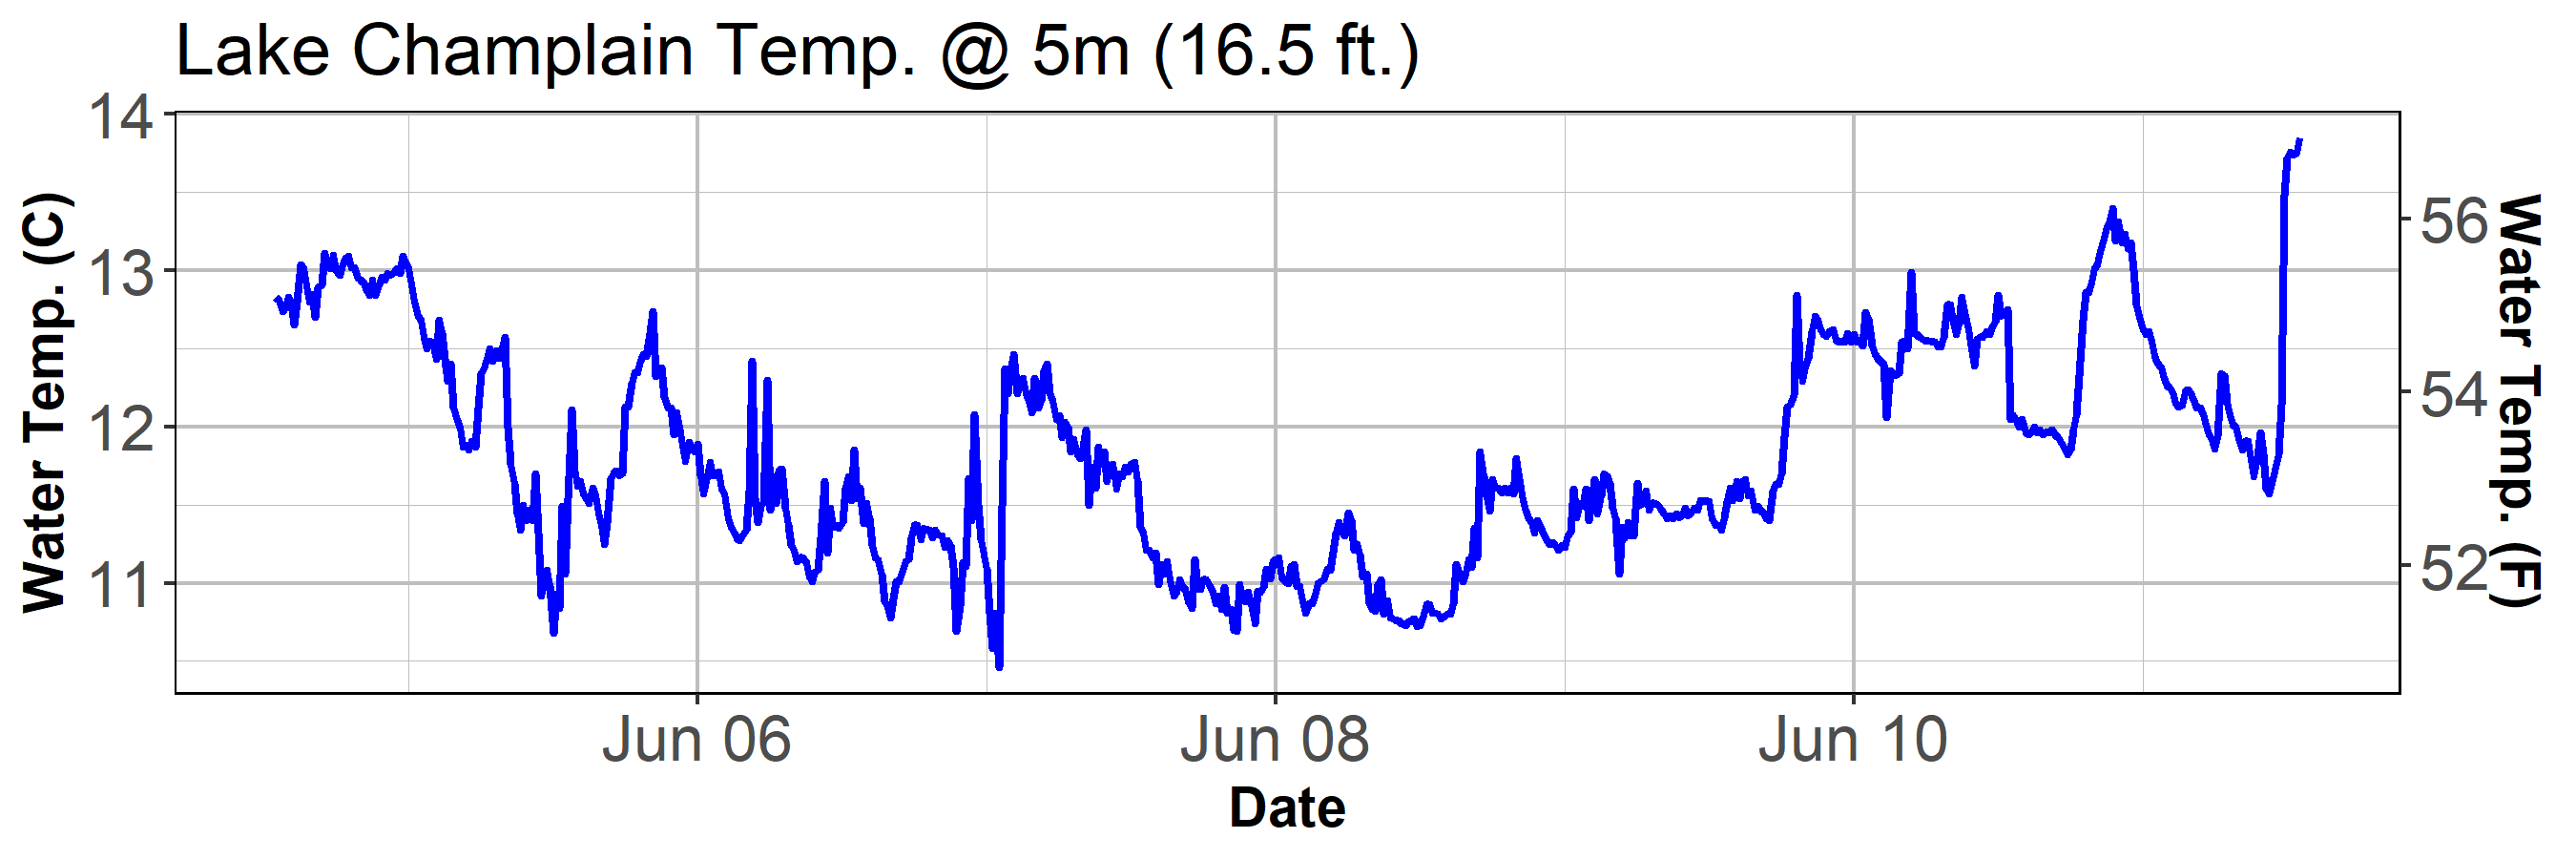 Lake Champlain Temp. @ 5m (16.5 ft.)
Water Temp. (C)
14
13
12
11
56
54
52
Water Temp. (F)
Jun 06
Jun 08
Jun 10
Date